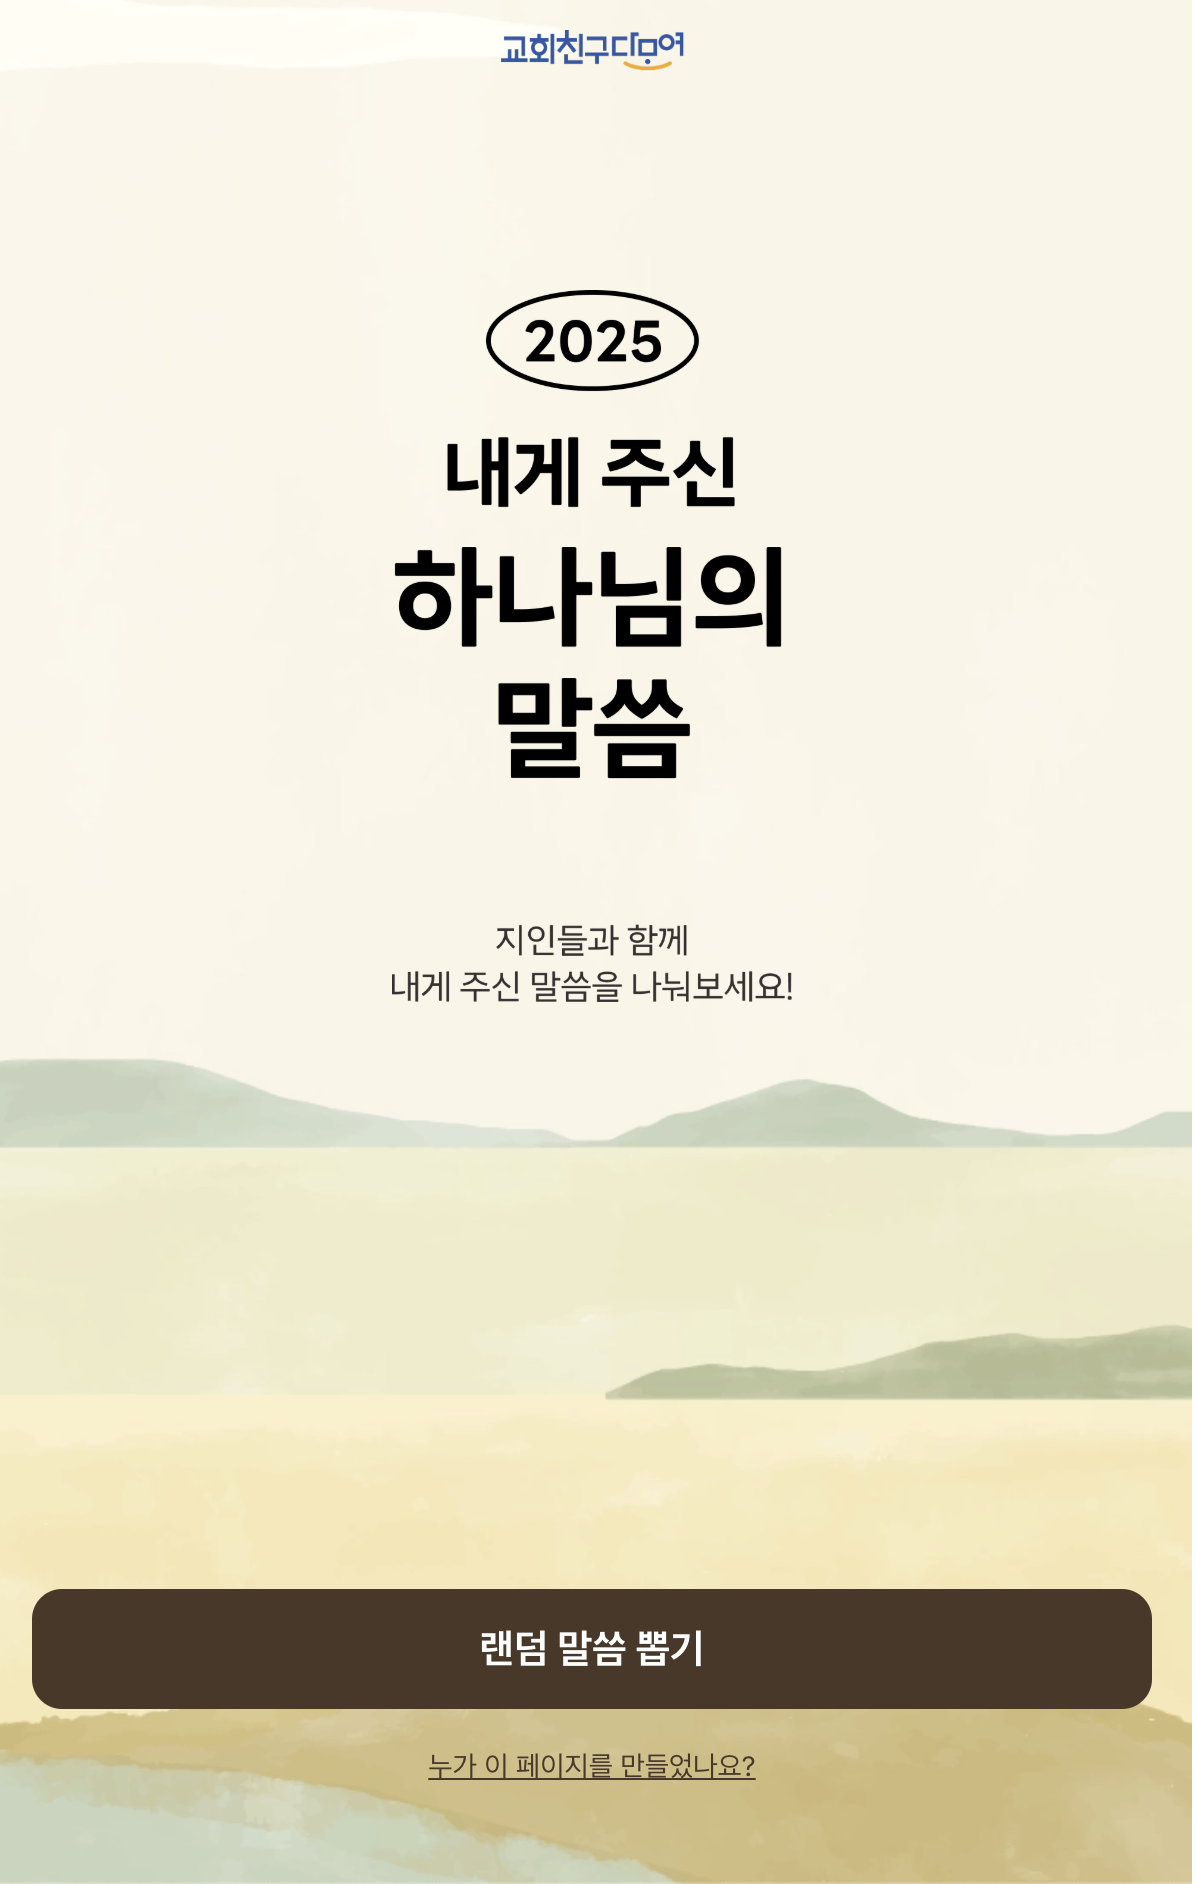 교회친구다모여
2025
내게 주신
하나님의
말씀
지인들과 함께
내게 주신 말씀을 나눠보세요!
랜덤 말씀 뽑기
누가 이 페이지를 만들었나요?